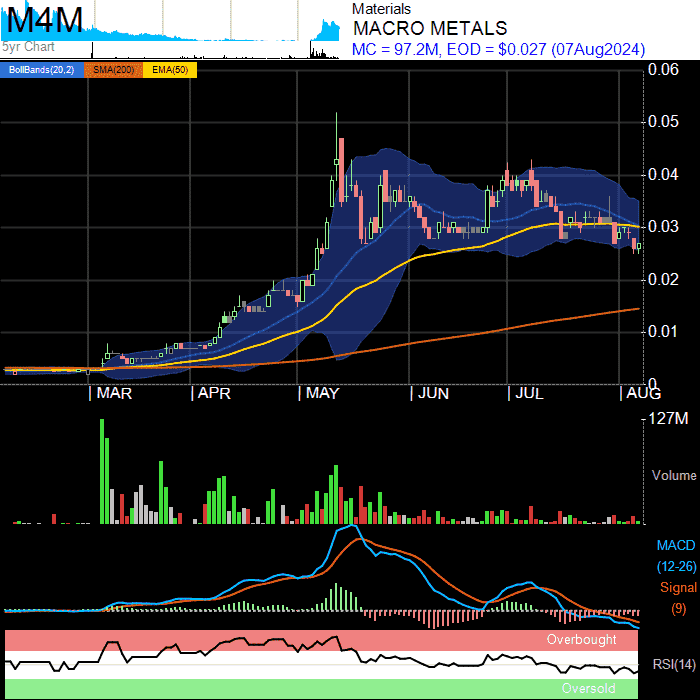 M4M
5yr Chart
Materials
MACRO METALS
MC = 97.2M, EOD = $0.027 (07Aug2024)
BollBands(20,2) SMA(200) EMA(50)
0.06
0.05
0.04
0.03
0.02
0.01
0
MAR APR MAY JUN JUL AUG
127M
Volume
MACD
(12-26)
Signal
(9)
Overbought
RSI(14)
Oversold